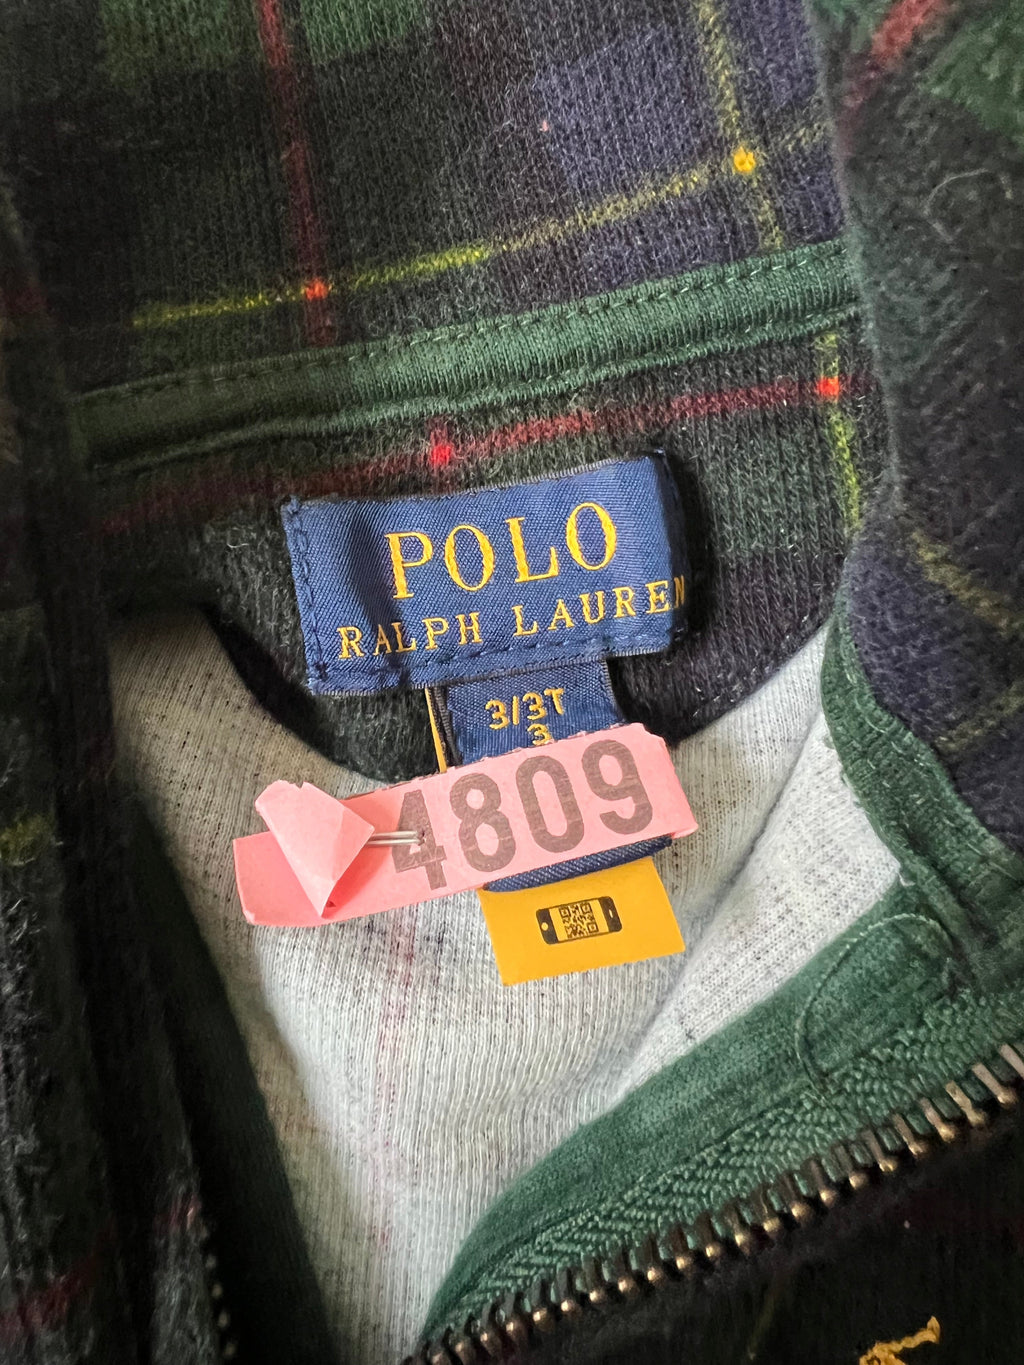 POLO
RALPH LAUREN
3/3T
3
4809